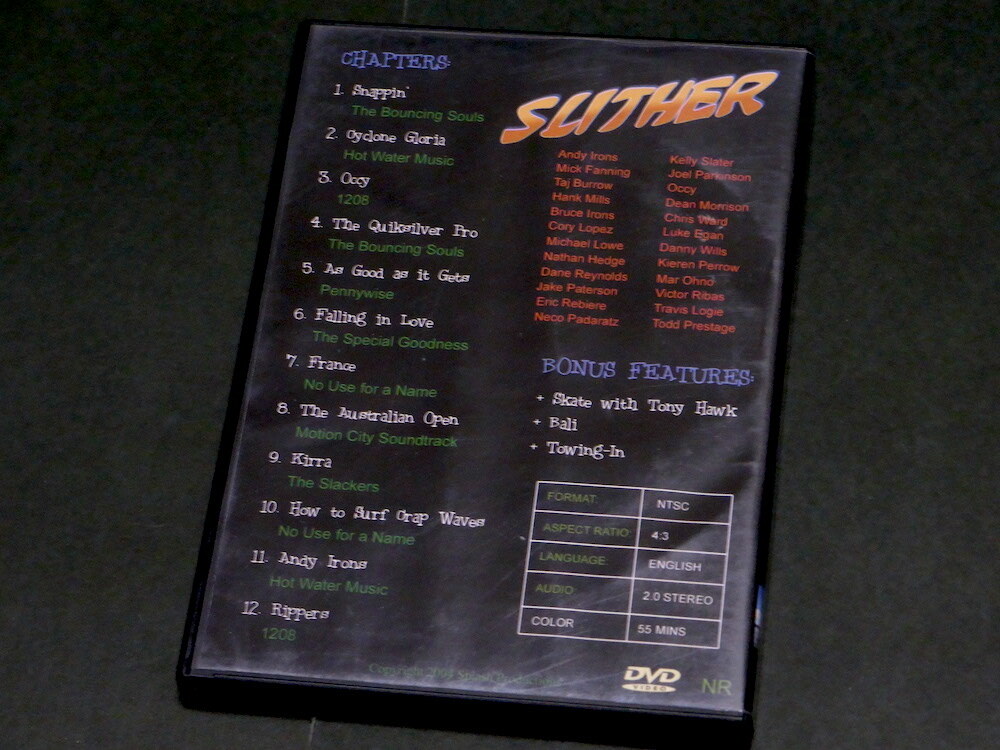 CHAPTERS:
1. Snappin'
The Bouncing Souls
2. Cyclone Gloria
Hot Water Music
3. Occy
1208
4. The Quiksilver Pro
The Bouncing Souls
5. As Good as it Gets
Pennywise
6. Falling in Love
The Special Goodness
7. France
No Use for a Name
8. The Australian Open
Motion City Soundtrack
9. Kirra
The Slackers
10. How to Surf Crap Waves
No Use for a Name
11. Andy Irons
Hot Water Music
12. Rippers
1208
SLITHER
Andy Irons
Mick Fanning
Taj Burrow
Hank Mills
Bruce Irons
Cory Lopez
Michael Lowe
Nathan Hedge
Dane Reynolds
Jake Paterson
Eric Rebiere
Neco Padaratz
Kelly Slater
Joel Parkinson
Occy
Dean Morrison
Chris Ward
Luke Egan
Danny Wills
Kieren Perrow
Mar Ohno
Victor Ribas
Travis Logie
Todd Prestage
BONUS FEATURES:
+ Skate with Tony Hawk
+ Bali
+ Towing-In
FORMAT: NTSC
ASPECT RATIO: 4:3
LANGUAGE: ENGLISH
AUDIO 2.0 STEREO
COLOR 55 MINS
Copyright
DVD
VIDEO
NR